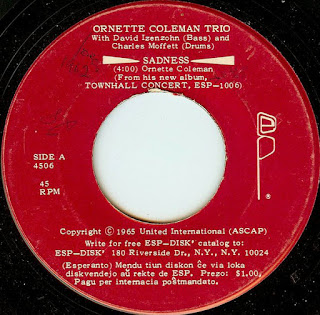 ORNETTE COLEMAN TRIO
With David Izenzohn (Bass) and
Charles Moffett (Drums)
SADNESS
(4:00) Ornette Coleman
(From his new album,
TOWNHALL CONCERT, ESP-1006)
SIDE A
4506
45
RPM
®
Copyright © 1965 United International (ASCAP)
Write for free ESP-DISK' catalog to:
ESP-DISK' 180 Riverside Dr., N.Y., N.Y. 10024
(Esperanto) Mendu tiun diskon ĉe via loka
diskvendejo aŭ rekte de ESP. Prezo: $1,00.
Pagu per internacia postmandato.